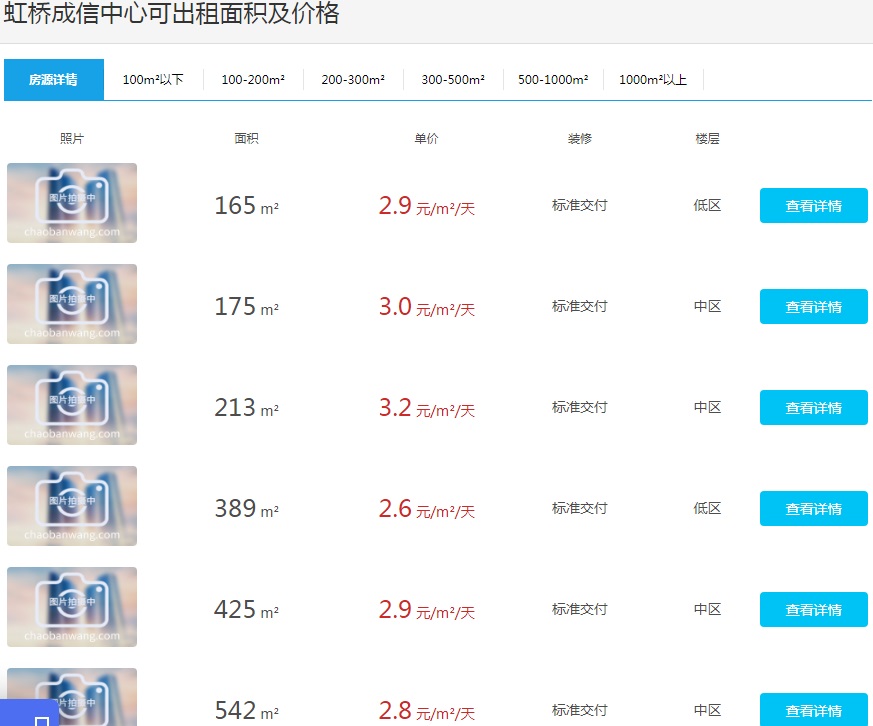 虹桥成信中心可出租面积及价格
房源详情 100m²以下 100-200m² 200-300m² 300-500m² 500-1000m² 1000m²以上
照片 面积 单价 装修 楼层
图片拍摄中
chaobanwang.com
165 m² 2.9 元/m²/天 标准交付 低区 查看详情
图片拍摄中
chaobanwang.com
175 m² 3.0 元/m²/天 标准交付 中区 查看详情
图片拍摄中
chaobanwang.com
213 m² 3.2 元/m²/天 标准交付 中区 查看详情
图片拍摄中
chaobanwang.com
389 m² 2.6 元/m²/天 标准交付 低区 查看详情
图片拍摄中
chaobanwang.com
425 m² 2.9 元/m²/天 标准交付 中区 查看详情
图片拍摄中
542 m² 2.8 元/m²/天 标准交付 中区 查看详情